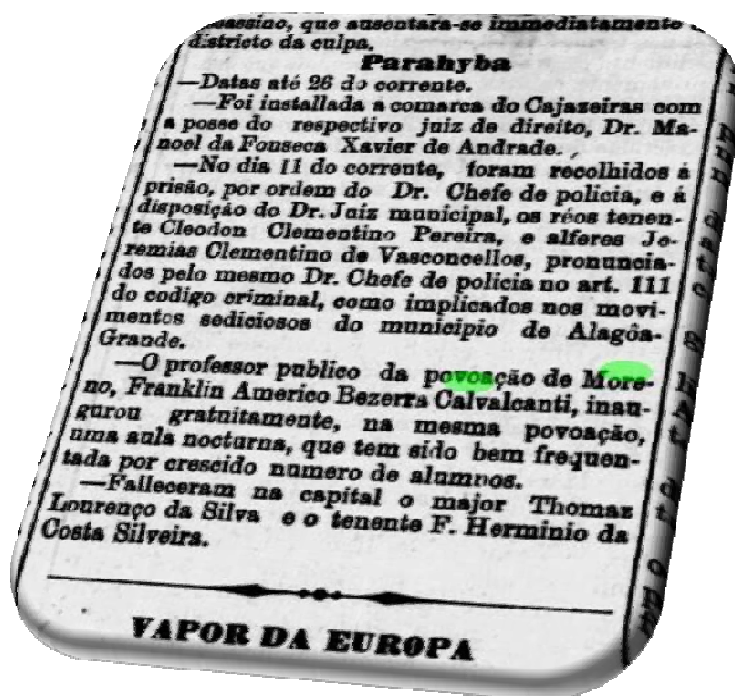 assassino, que ausentara-se immediatamente
districto da culpa.
Parahyba
—Datas até 26 do corrente.
—Foi installada a comarca do Cajazeiras com
a posse do respectivo juiz de direito, Dr. Ma-
noel da Fonseca Xavier de Andrade.
—No dia 11 do corrente, foram recolhidos á
prisão, por ordem do Dr. Chefe de policia, e á
disposição do Dr. Juiz municipal, os réos tenen-
te Cleodon Clementino Pereira, e alferes Je-
remias Clementino de Vasconcellos, pronuncia-
dos pelo mesmo Dr. Chefe de policia no art. 111
do codigo criminal, como implicados nos movi-
mentos sediciosos do municipio de Alagôa-
Grande.
—O professor publico da povoação de More-
no, Franklin Americo Bezerra Calvalcanti, inau-
gurou gratuitamente, na mesma povoação,
uma aula nocturna, que tem sido bem frequen-
tada por crescido numero de alumnos.
—Falleceram na capital o major Thomaz
Lourenço da Silva e o tenente F. Herminio da
Costa Silveira.
VAPOR DA EUROPA